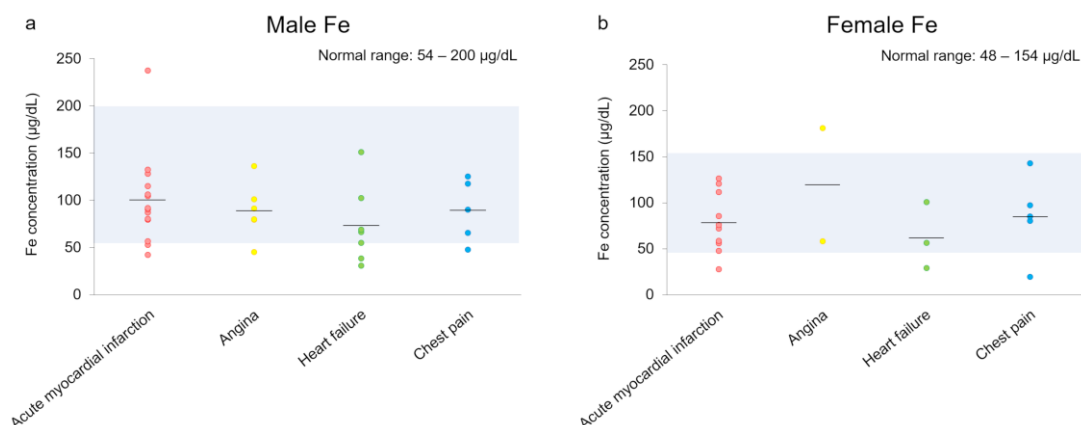 a
Male Fe
Normal range: 54 – 200 µg/dL
Fe concentration (µg/dL)
250
200
150
100
50
0
Acute myocardial infarction
Angina
Heart failure
Chest pain
b
Female Fe
Normal range: 48 – 154 µg/dL
Fe concentration (µg/dL)
250
200
150
100
50
0
Acute myocardial infarction
Angina
Heart failure
Chest pain